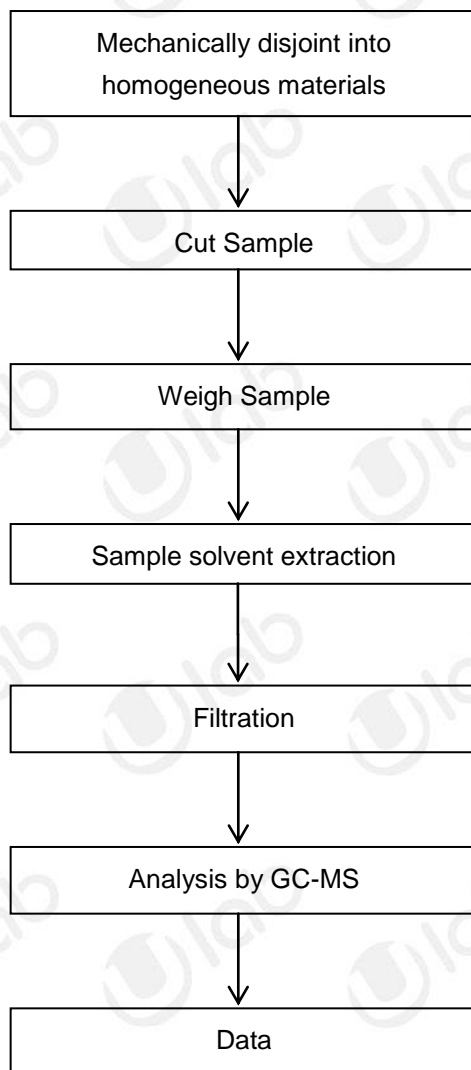 Mechanically disjoint into
homogeneous materials
Cut Sample
Weigh Sample
Sample solvent extraction
Filtration
Analysis by GC-MS
Data